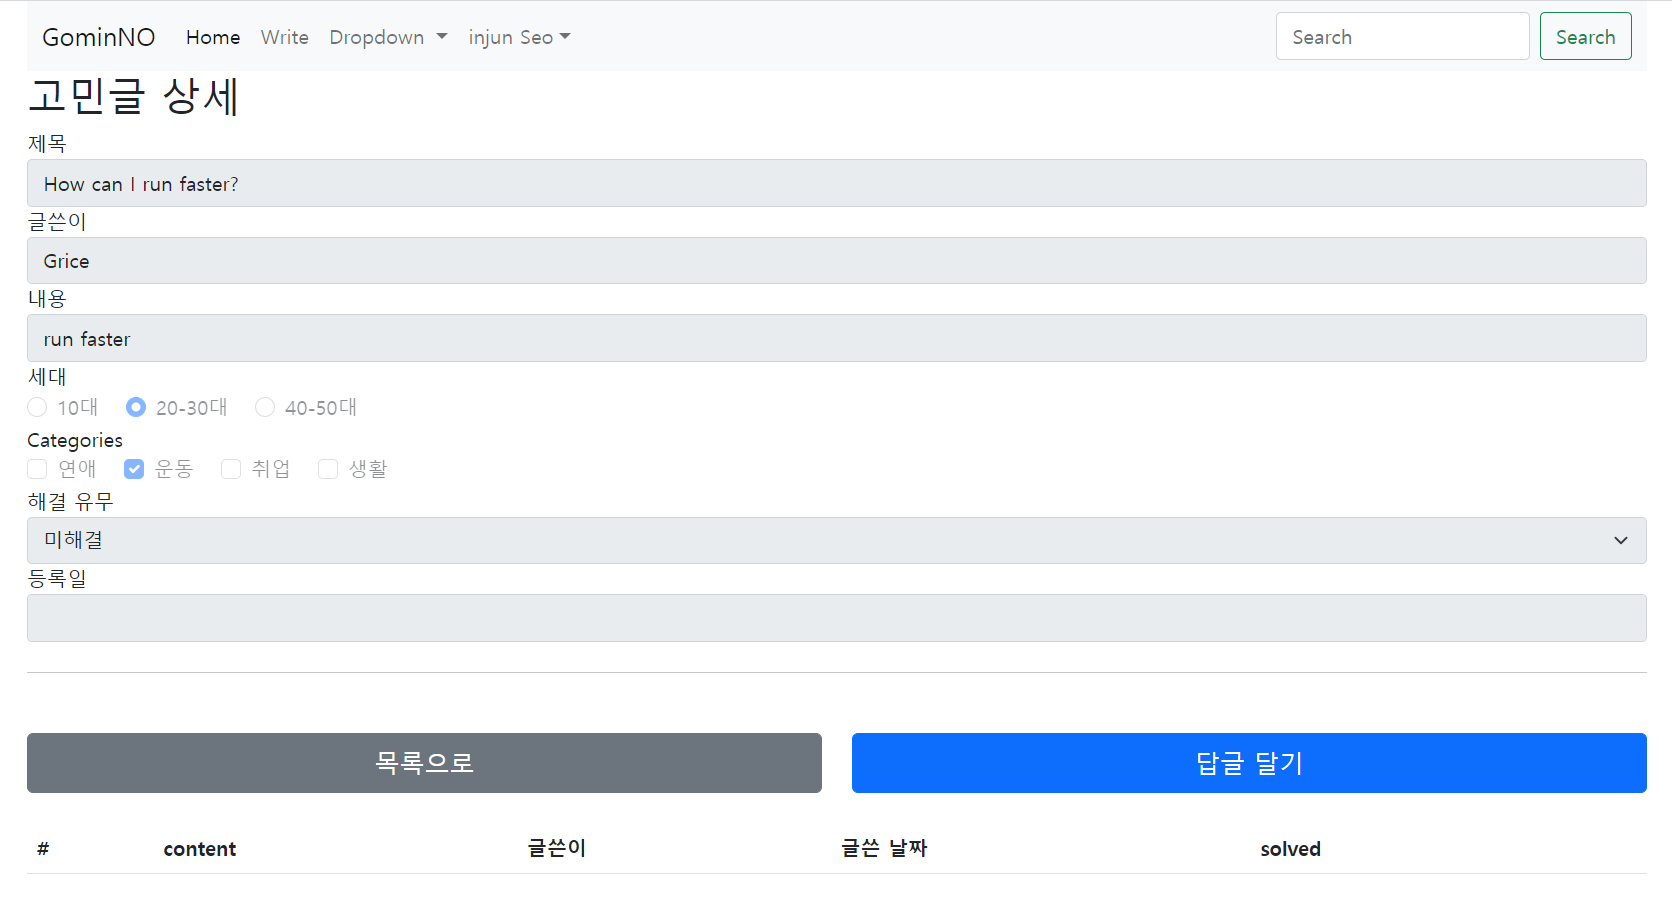 GominNO Home Write Dropdown injun Seo Search Search
고민글 상세
제목
How can I run faster?
글쓴이
Grice
내용
run faster
세대
10대 20-30대 40-50대
Categories
연애 운동 취업 생활
해결 유무
미해결
등록일
목록으로 답글 달기
# content 글쓴이 글쓴 날짜 solved